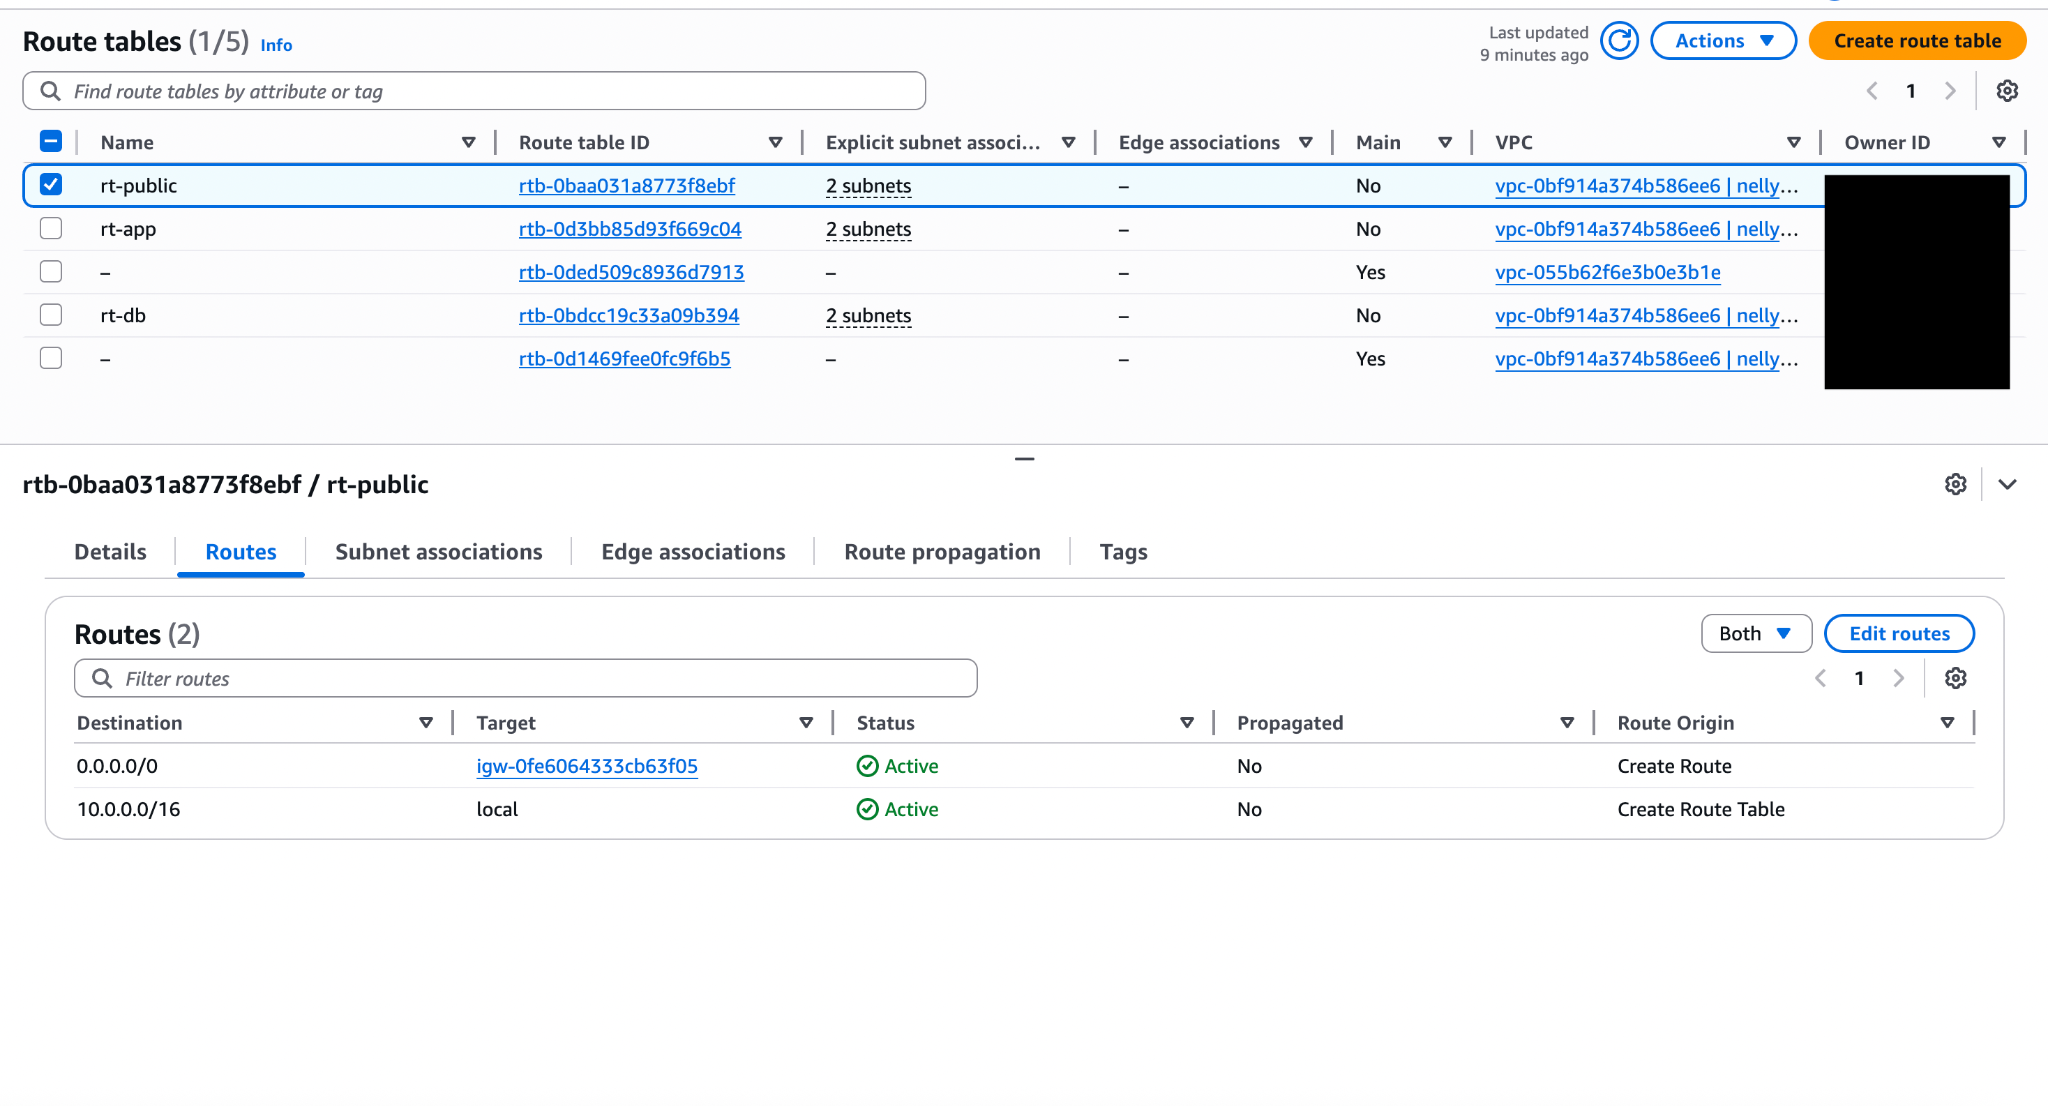 Route tables (1/5) Info
Last updated
9 minutes ago
Actions
Create route table
Find route tables by attribute or tag
1
Name Route table ID Explicit subnet associ... Edge associations Main VPC Owner ID
rt-public rtb-0baa031a8773f8ebf 2 subnets – No vpc-0bf914a374b586ee6 | nelly...
rt-app rtb-0d3bb85d93f669c04 2 subnets – No vpc-0bf914a374b586ee6 | nelly...
– rtb-0ded509c8936d7913 – – Yes vpc-055b62f6e3b0e3b1e
rt-db rtb-0bdcc19c33a09b394 2 subnets – No vpc-0bf914a374b586ee6 | nelly...
– rtb-0d1469fee0fc9f6b5 – – Yes vpc-0bf914a374b586ee6 | nelly...
rtb-0baa031a8773f8ebf / rt-public
Details Routes Subnet associations Edge associations Route propagation Tags
Routes (2)
Both
Edit routes
Filter routes
1
Destination Target Status Propagated Route Origin
0.0.0.0/0 igw-0fe6064333cb63f05 Active No Create Route
10.0.0.0/16 local Active No Create Route Table